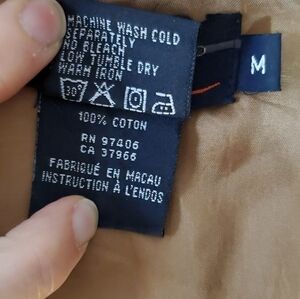 MACHINE WASH COLD
SEPARATELY
NO BLEACH
LOW TUMBLE DRY
WARM IRON
30°
M
100% COTON
RN 97406
CA 37966
FABRIQUÉ EN MACAU
INSTRUCTION À L'ENDOS